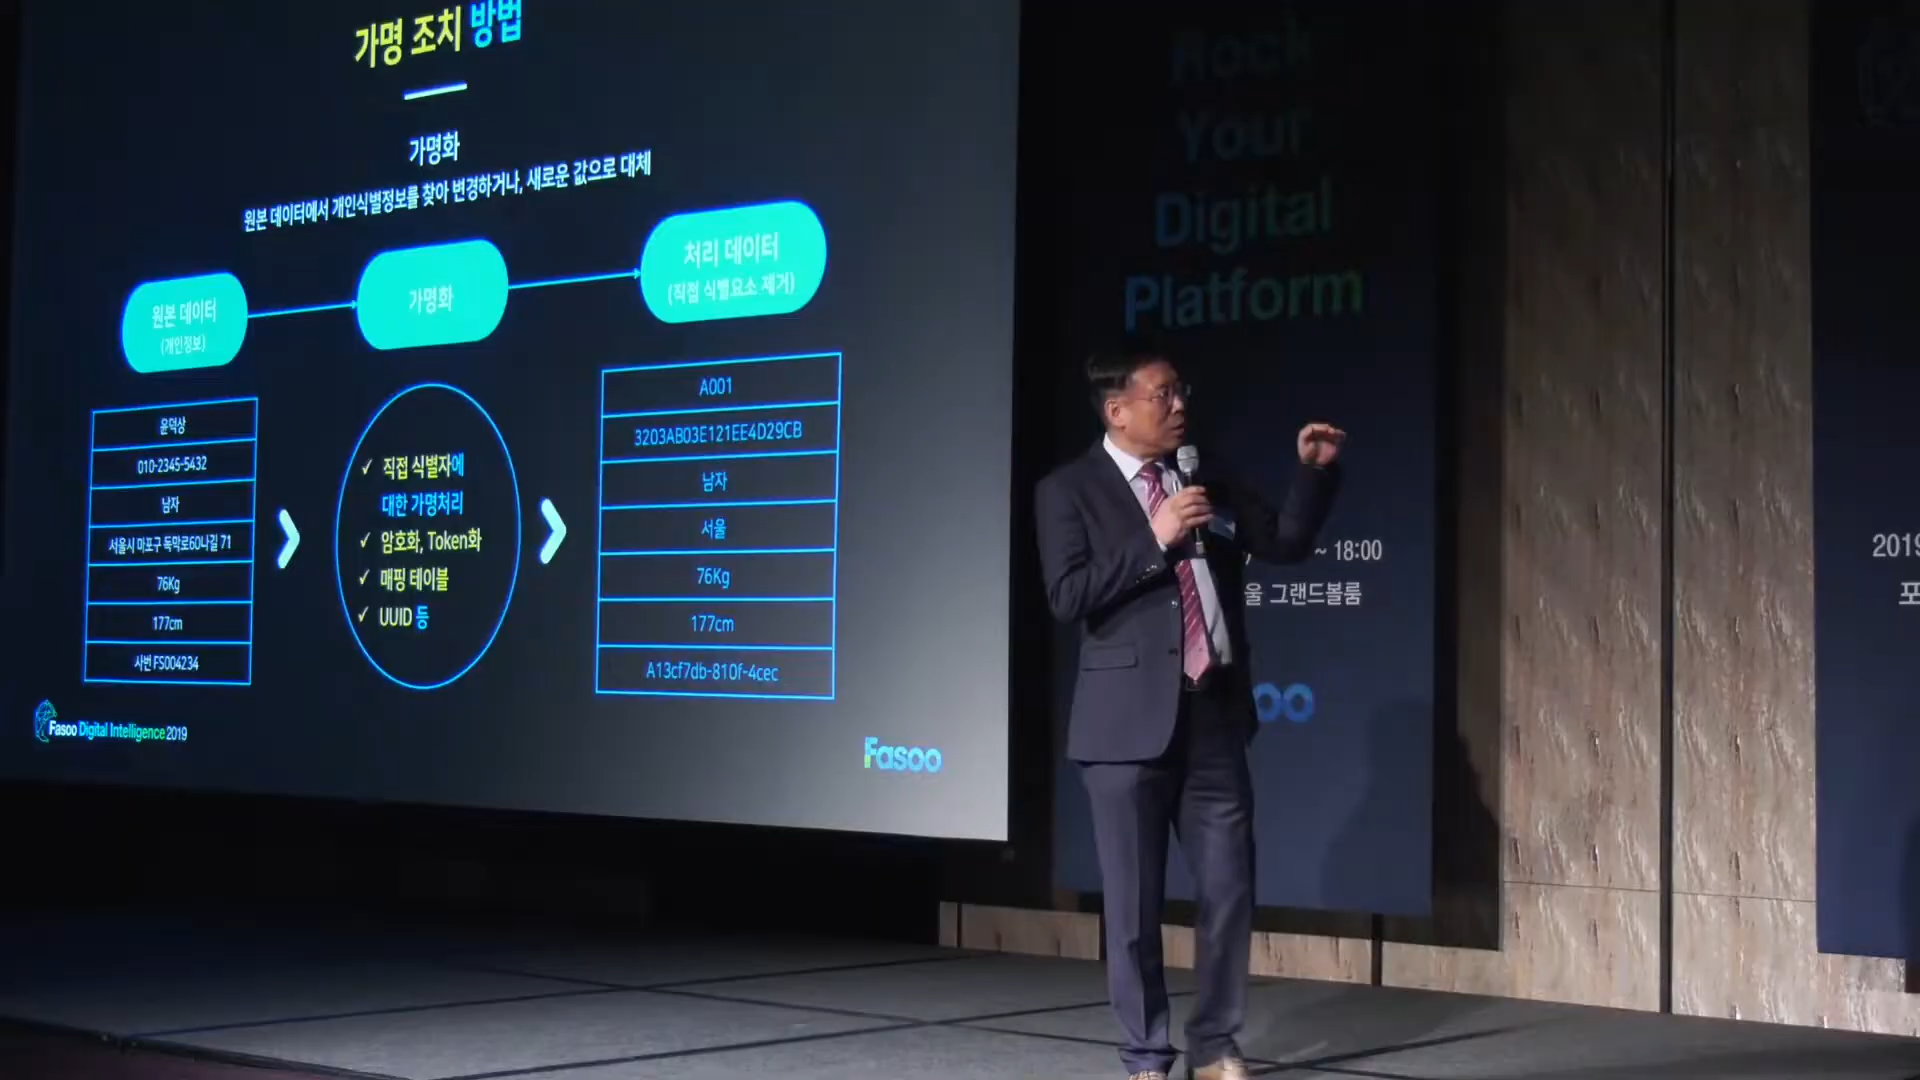 가명 조치 방법
가명화
원본 데이터에서 개인식별정보를 찾아 변경하거나, 새로운 값으로 대체
원본 데이터
(개인정보)
가명화
처리 데이터
(직접 식별요소 제거)
윤덕상
010-2345-5432
남자
서울시 마포구 독막로60나길 71
76Kg
177cm
사번 FS004234
✓ 직접 식별자에
대한 가명처리
✓ 암호화, Token화
✓ 매핑 테이블
✓ UUID 등
A001
3203AB03E121EE4D29CB
남자
서울
76Kg
177cm
A13cf7db-810f-4cec
Fasoo Digital Intelligence 2019
Fasoo
Rock
Your
Digital
Platform
~ 18:00
울 그랜드볼룸
oo
2019
포